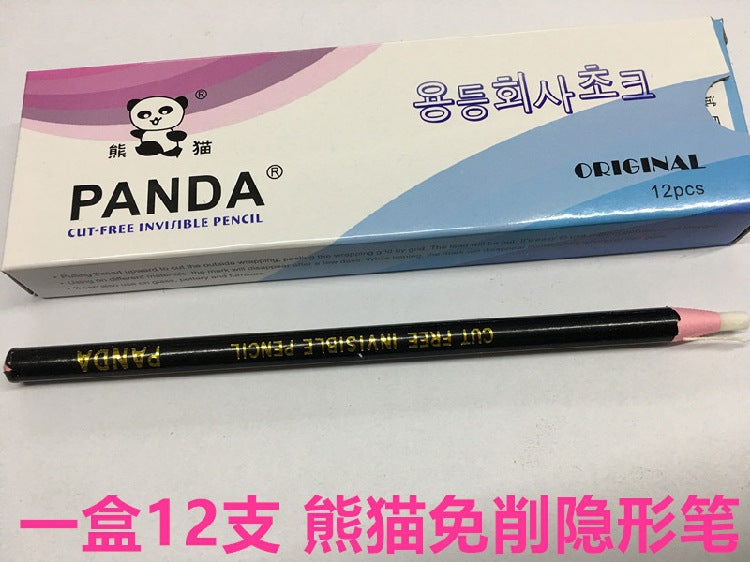 용등회사쵸크
熊猫
PANDA®
CUT-FREE INVISIBLE PENCIL
ORIGINAL
12pcs
PANDA CUT FREE INVISIBLE PENCIL
一盒12支 熊猫免削隐形笔